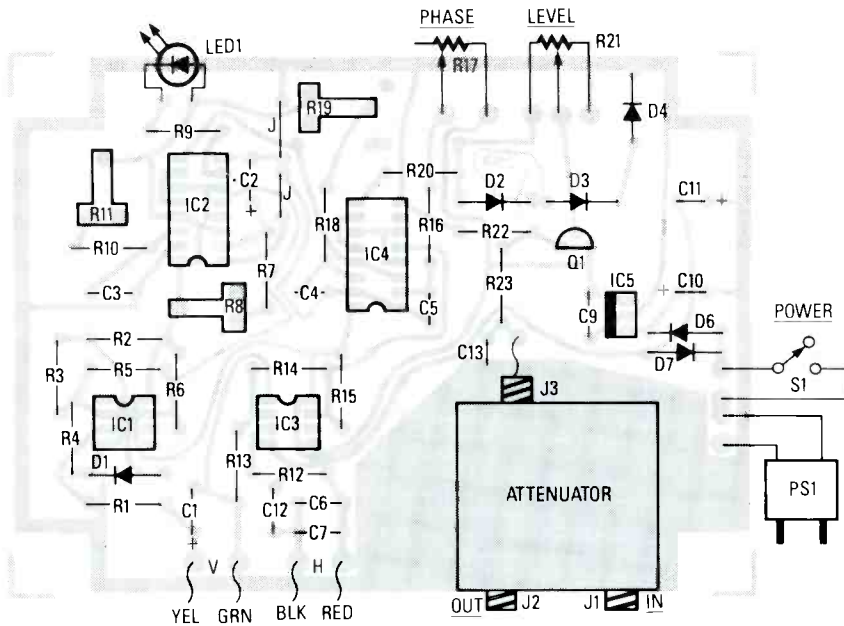 PHASE LEVEL
LED1
R17
R21
R19
D4
R9
J
R20
C2
J
D2
D3
C11
R11
IC2
R18
R16
R10
IC4
R22
Q1
R7
R23
IC5
C10
C3
R8
C4
C5
C9
POWER
D6
R2
C13
D7
R3
R5
R6
R14
R15
J3
S1
IC1
IC3
R4
D1
R13
R12
ATTENUATOR
PS1
R1
C1
C12
C6
C7
V H
YEL GRN BLK RED
OUT J2 J1 IN
+
+
+
+